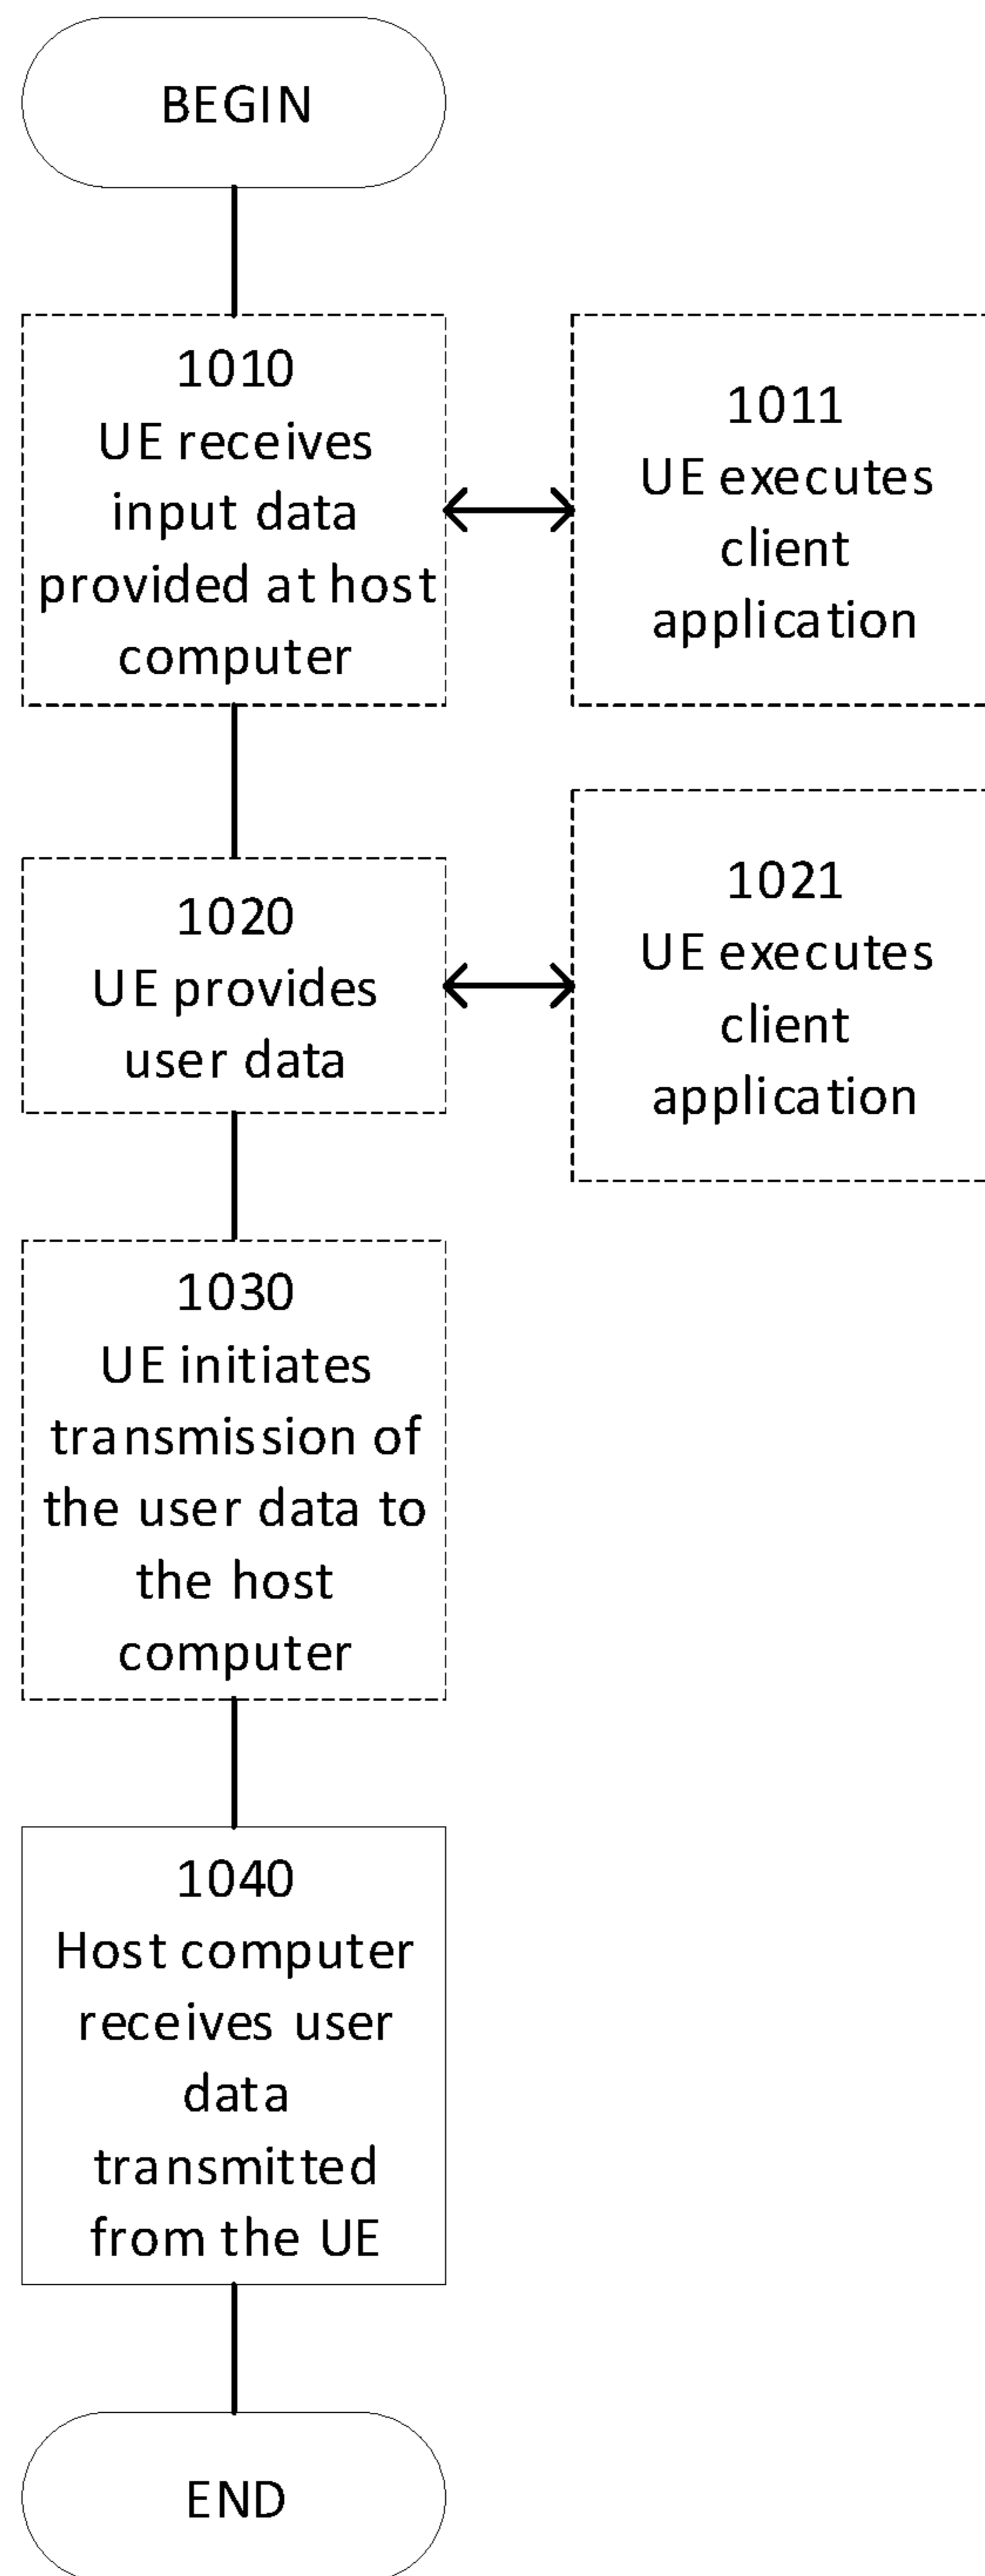 BEGIN
1010
UE receives
input data
provided at host
computer
1011
UE executes
client
application
1020
UE provides
user data
1021
UE executes
client
application
1030
UE initiates
transmission of
the user data to
the host
computer
1040
Host computer
receives user
data
transmitted
from the UE
END